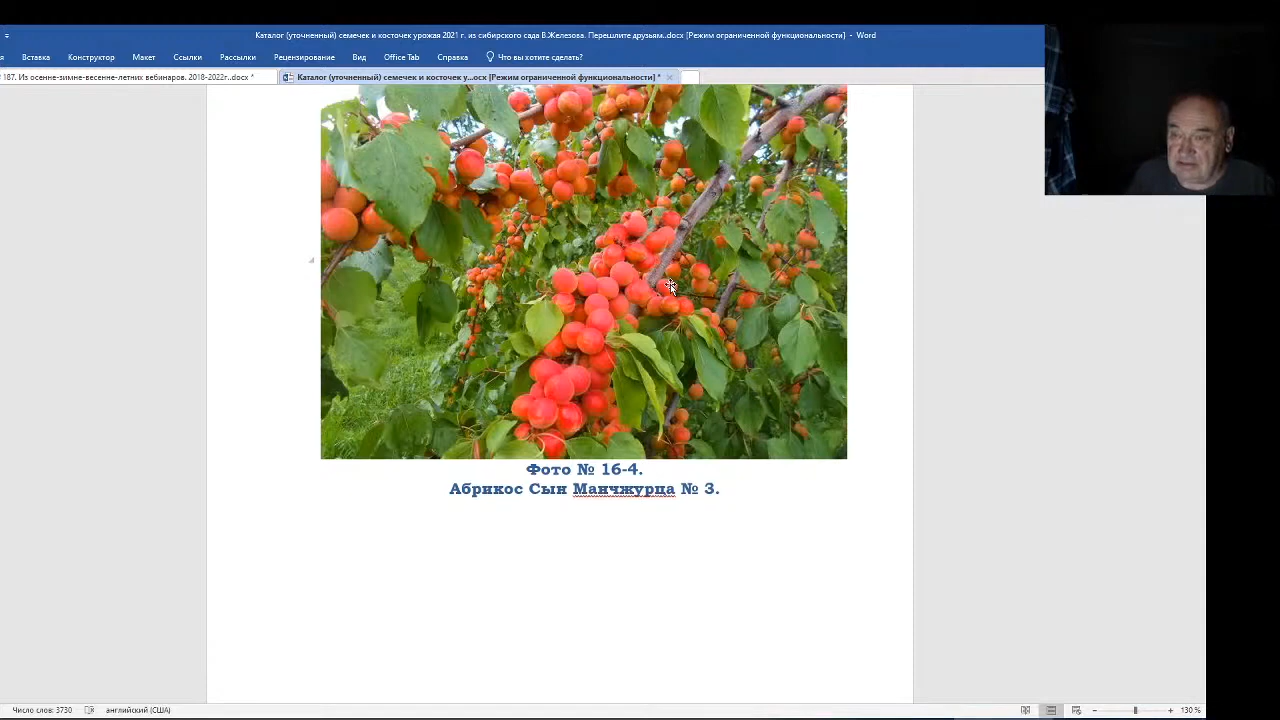 Каталог (уточненный) семечек и косточек урожая 2021 г. из сибирского сада В.Железова. Перешлите друзьям..docx [Режим ограниченной функциональности] - Word
я Вставка Конструктор Макет Ссылки Рассылки Рецензирование Вид Office Tab Справка Что вы хотите сделать?
187. Из осенне-зимне-весенне-летних вебинаров. 2018-2022г..docx * Каталог (уточненный) семечек и косточек у...осx [Режим ограниченной функциональности] *
Фото № 16-4.
Абрикос Сын Манчжурца № 3.
Число слов: 3730 английский (США) 130 %